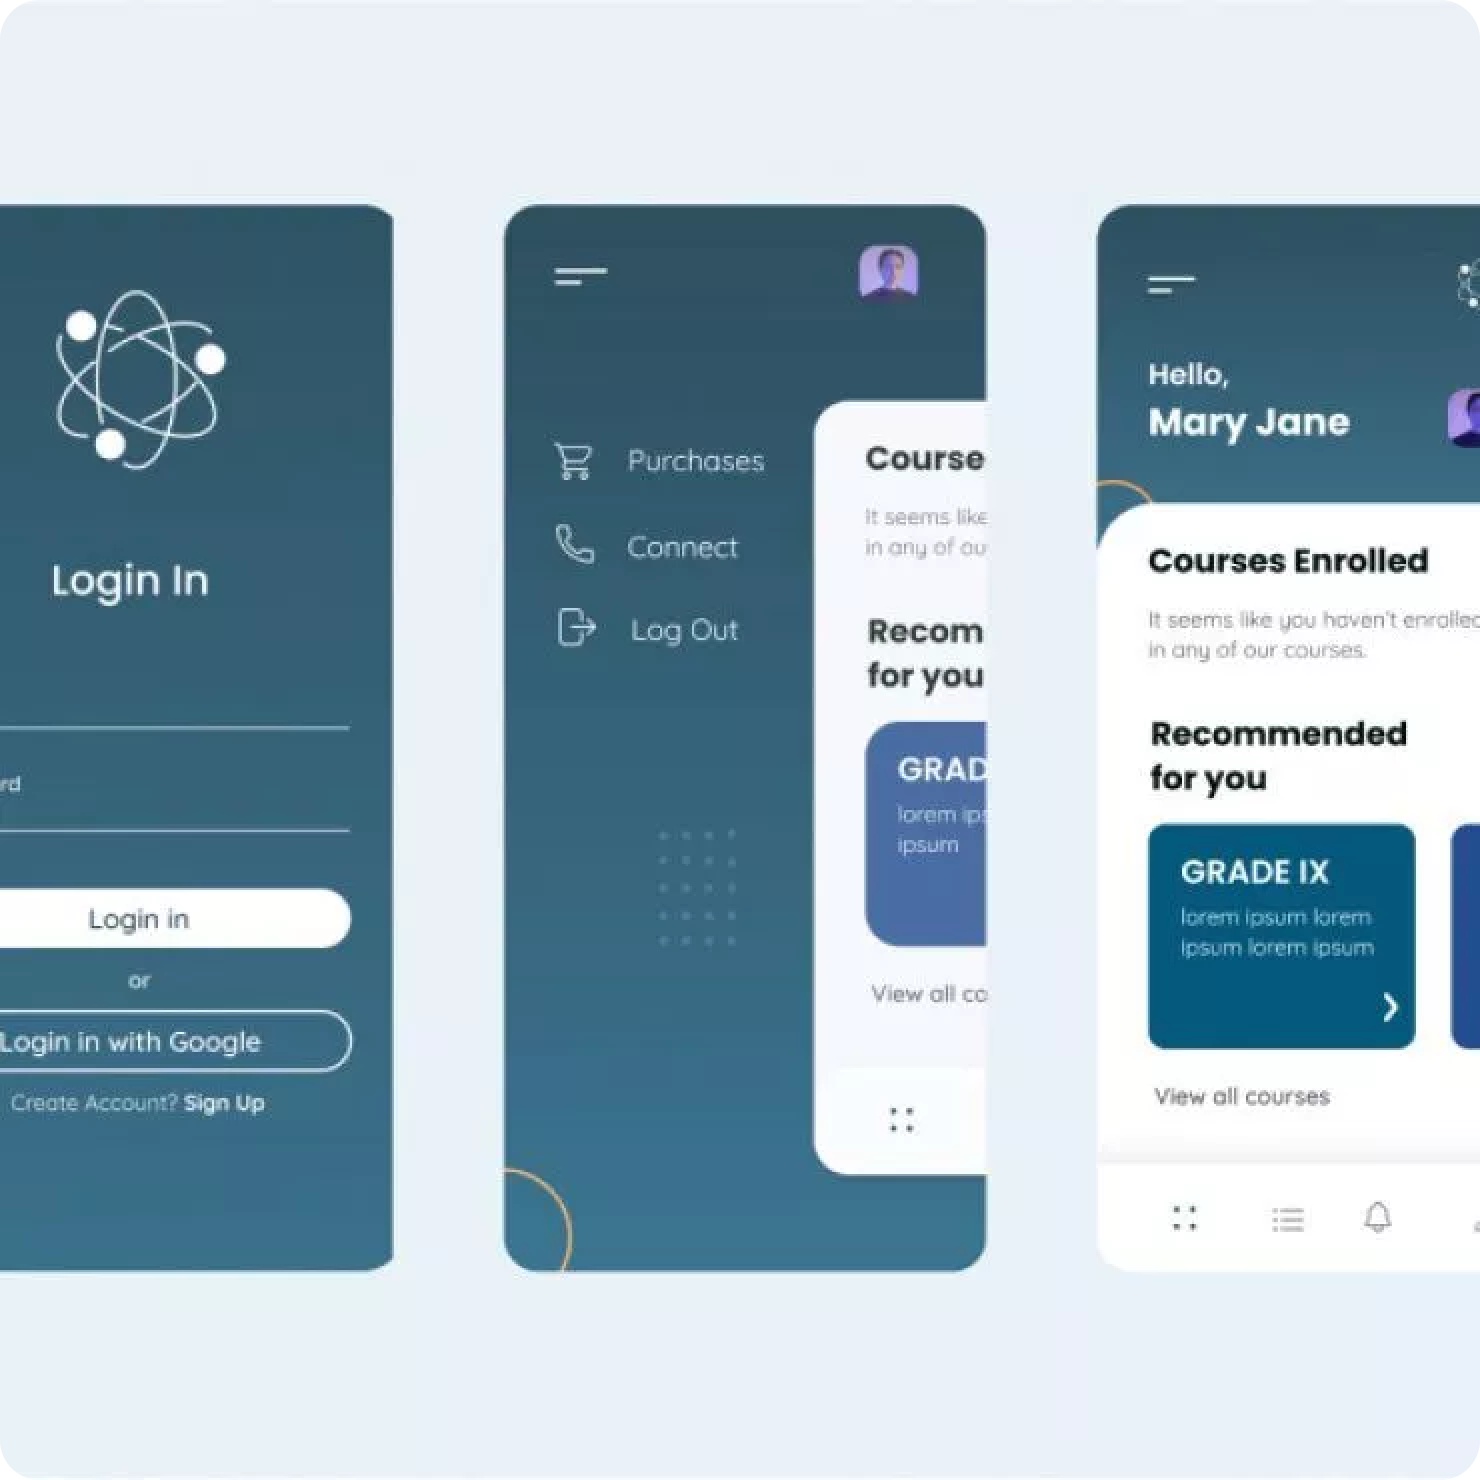 Login In
rd
Login in
or
Login in with Google
Create Account? Sign Up
Purchases
Connect
Log Out
Course
It seems like
in any of ou
Recom
for you
GRAD
lorem ips
ipsum
View all co
Hello,
Mary Jane
Courses Enrolled
It seems like you haven't enrolled
in any of our courses.
Recommended
for you
GRADE IX
lorem ipsum lorem
ipsum lorem ipsum
View all courses